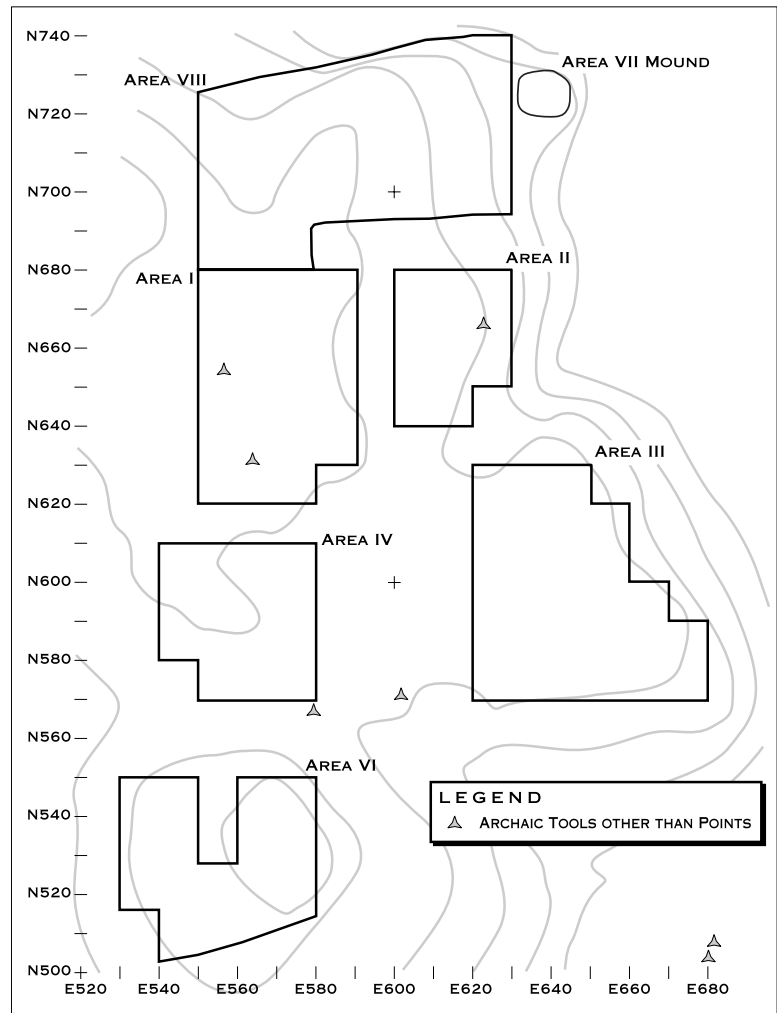 N740
Area VIII
Area VII Mound
N720
N700
N680
Area I
Area II
N660
N640
Area III
N620
Area IV
N600
N580
N560
Area VI
N540
LEGEND
Archaic Tools other than Points
N520
N500
E520 E540 E560 E580 E600 E620 E640 E660 E680